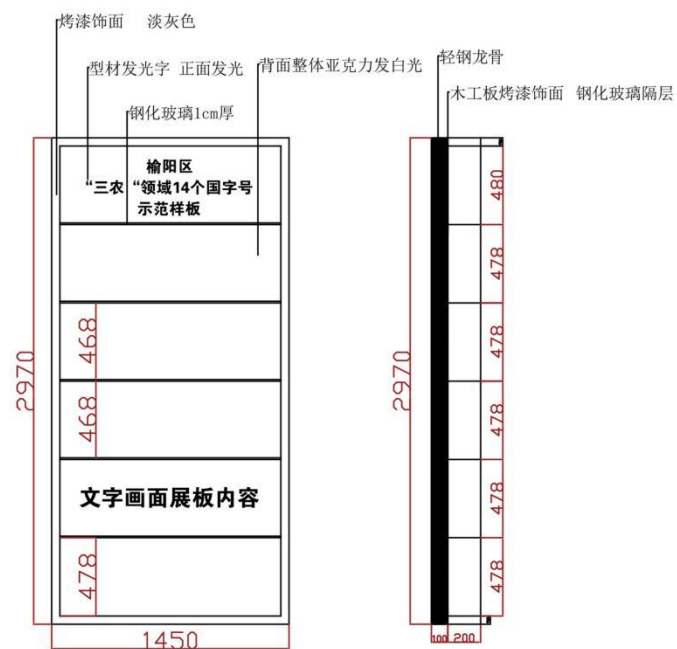 烤漆饰面 淡灰色
型材发光字 正面发光
背面整体亚克力发白光
钢化玻璃1cm厚
轻钢龙骨
木工板烤漆饰面 钢化玻璃隔层
榆阳区
“三农 “领域14个国字号
示范样板
468
468
文字画面展板内容
478
2970
1450
2970
480
478
478
478
478
478
100
200